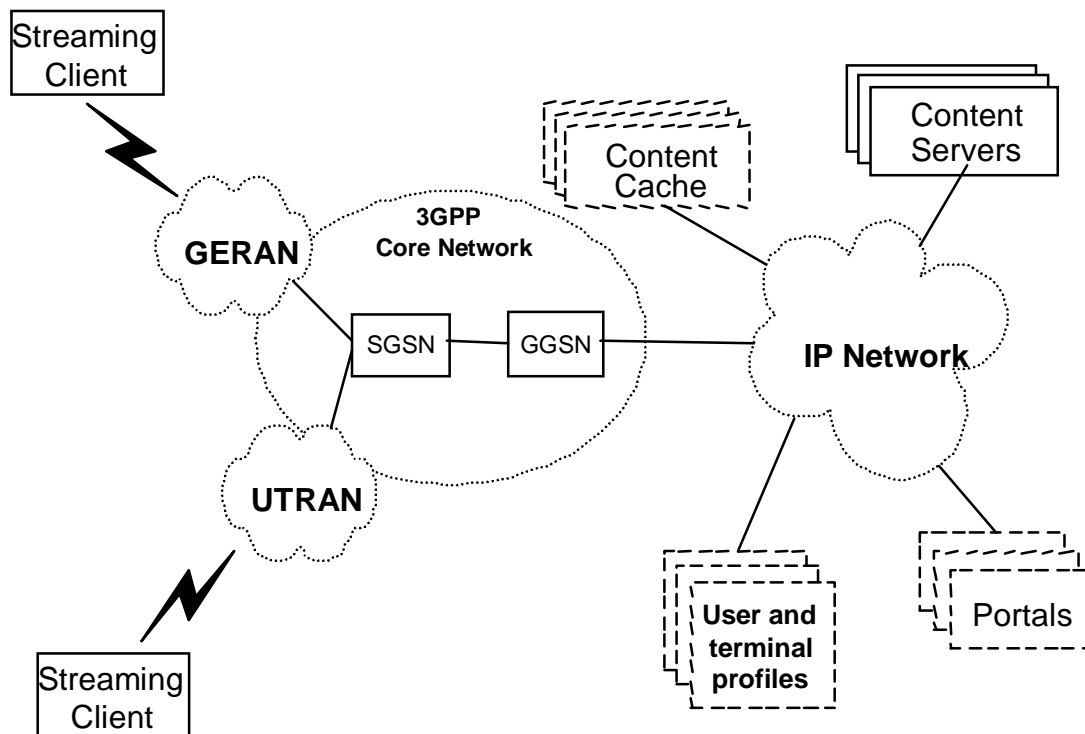 Streaming
Client
Content
Servers
Content
Cache
3GPP
Core Network
GERAN
SGSN
GGSN
IP Network
UTRAN
User and
terminal
profiles
Portals
Streaming
Client